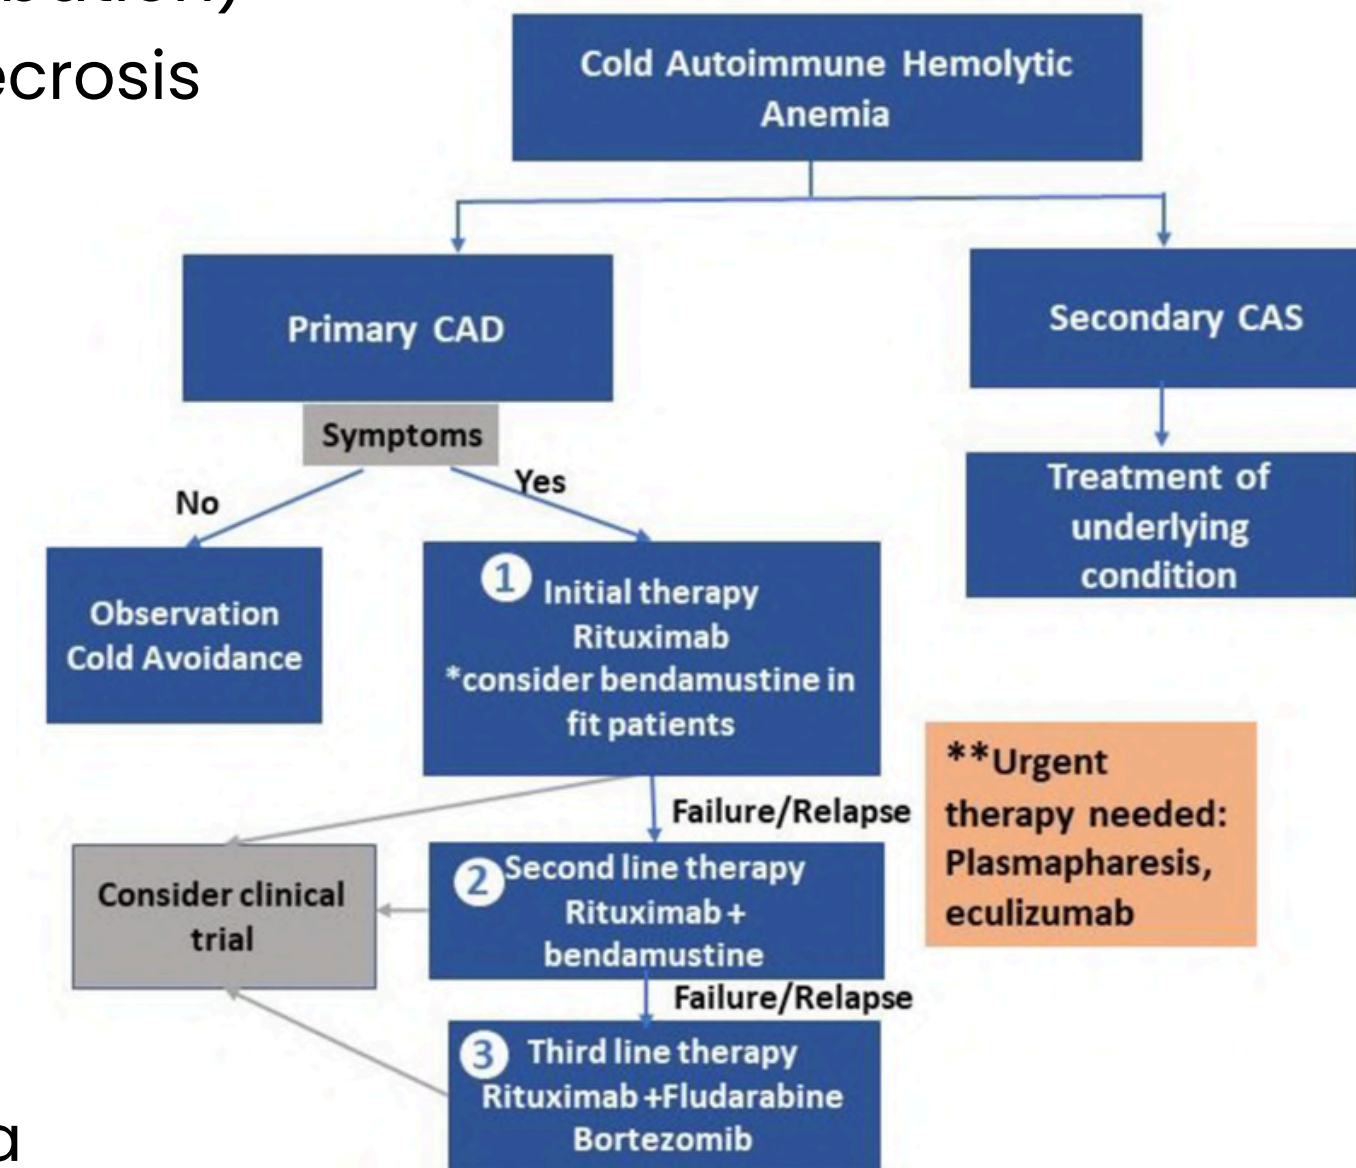 ecrosis
Cold Autoimmune Hemolytic
Anemia
Primary CAD
Secondary CAS
Symptoms
No
Yes
Treatment of
underlying
condition
Observation
Cold Avoidance
1
Initial therapy
Rituximab
*consider bendamustine in
fit patients
**Urgent
therapy needed:
Plasmapharesis,
eculizumab
Failure/Relapse
Consider clinical
trial
2
Second line therapy
Rituximab +
bendamustine
Failure/Relapse
3
Third line therapy
Rituximab +Fludarabine
Bortezomib
a